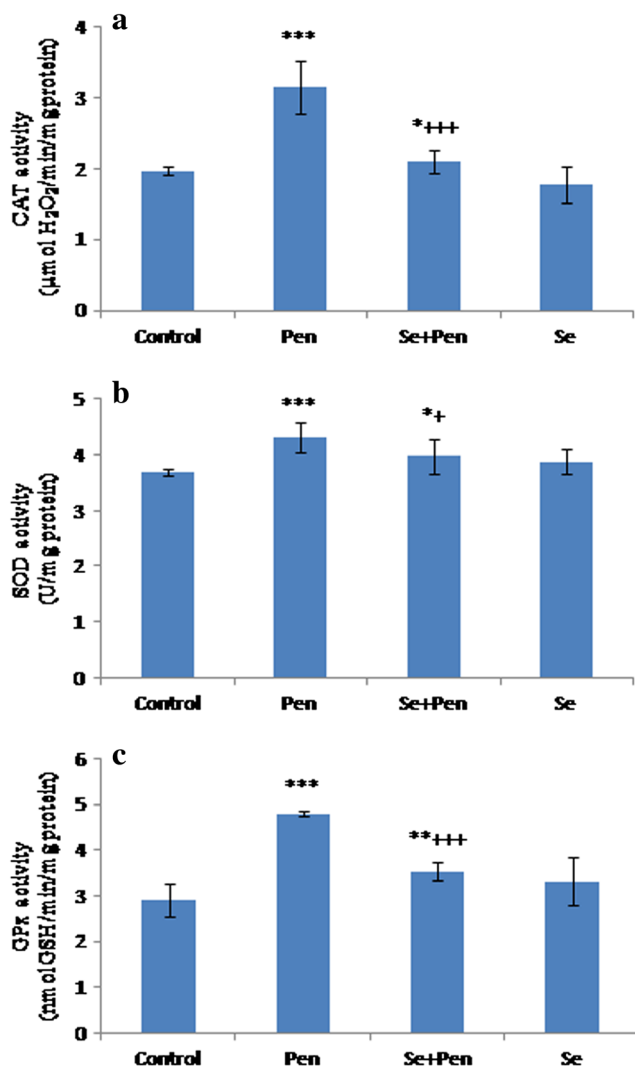 a
CAT activity
(µmol H₂O₂/min/mg protein)
4
3
2
1
0
***
*+++
Control Pen Se+Pen Se
b
SOD activity
(U/mg protein)
5
4
3
2
1
0
***
*+
Control Pen Se+Pen Se
c
GPx activity
(nmol GSH/min/mg protein)
6
5
4
3
2
1
0
***
**+++
Control Pen Se+Pen Se